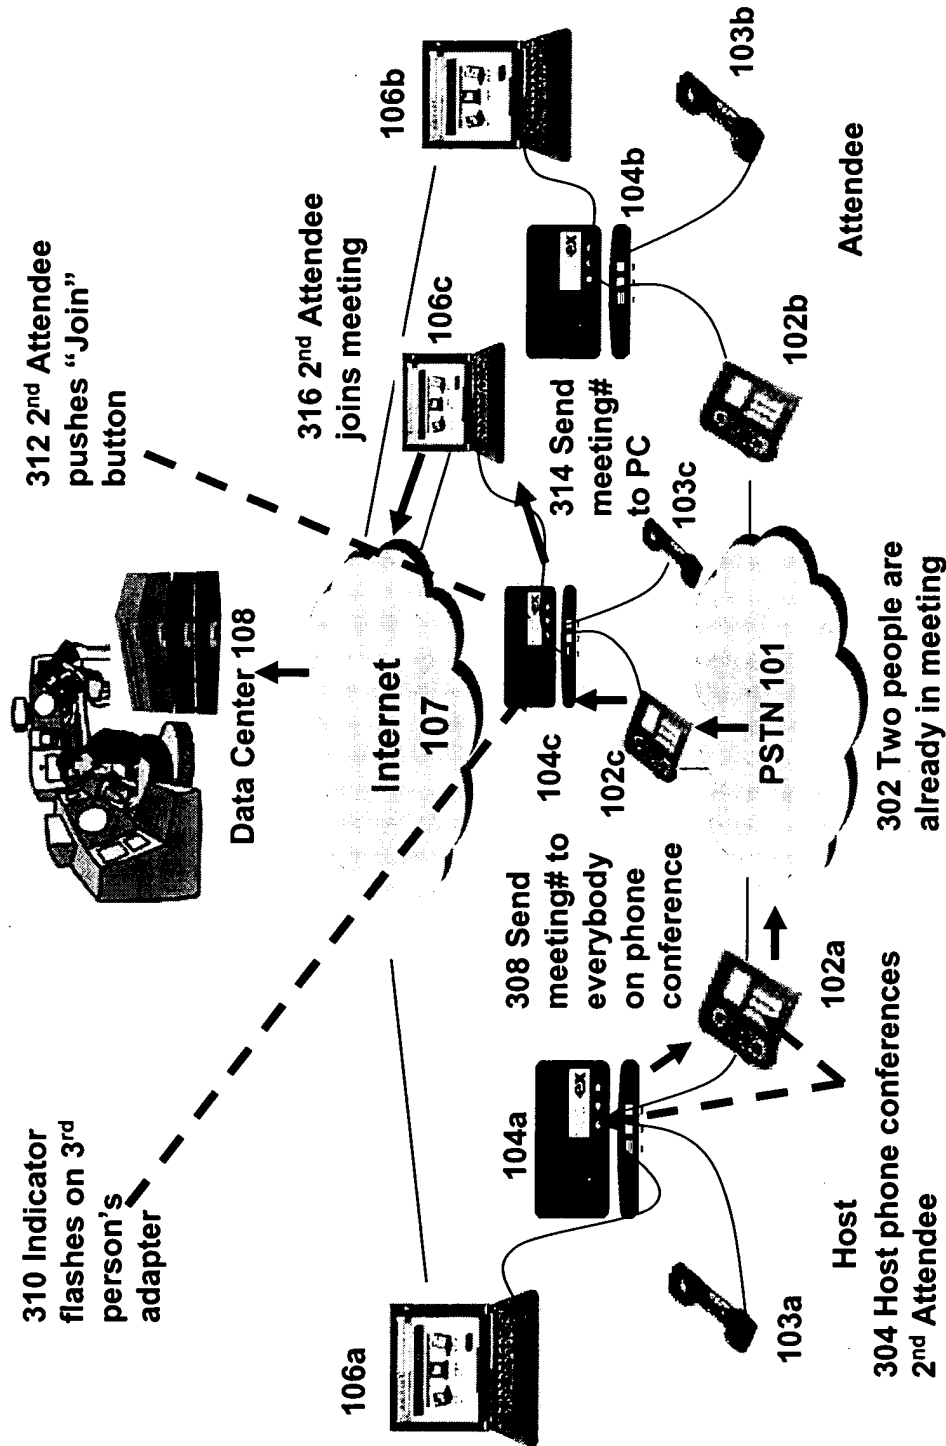 310 Indicator
flashes on 3rd
person's
adapter
312 2nd Attendee
pushes “Join”
button
Data Center 108
316 2nd Attendee
joins meeting
106a
106c
106b
Internet
107
104a
ex
308 Send
meeting# to
everybody
on phone
conference
104c
ex
102c
314 Send
meeting#
to PC
103c
ex
104b
103a
102a
PSTN 101
102b
103b
Host
304 Host phone conferences
2nd Attendee
302 Two people are
already in meeting
Attendee